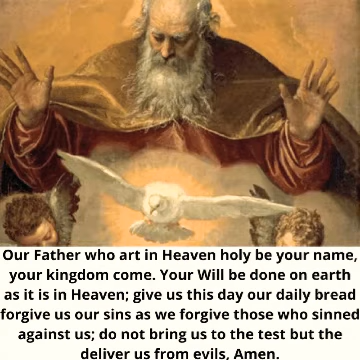 Our Father who art in Heaven holy be your name,
your kingdom come. Your Will be done on earth
as it is in Heaven; give us this day our daily bread
forgive us our sins as we forgive those who sinned
against us; do not bring us to the test but the
deliver us from evils, Amen.